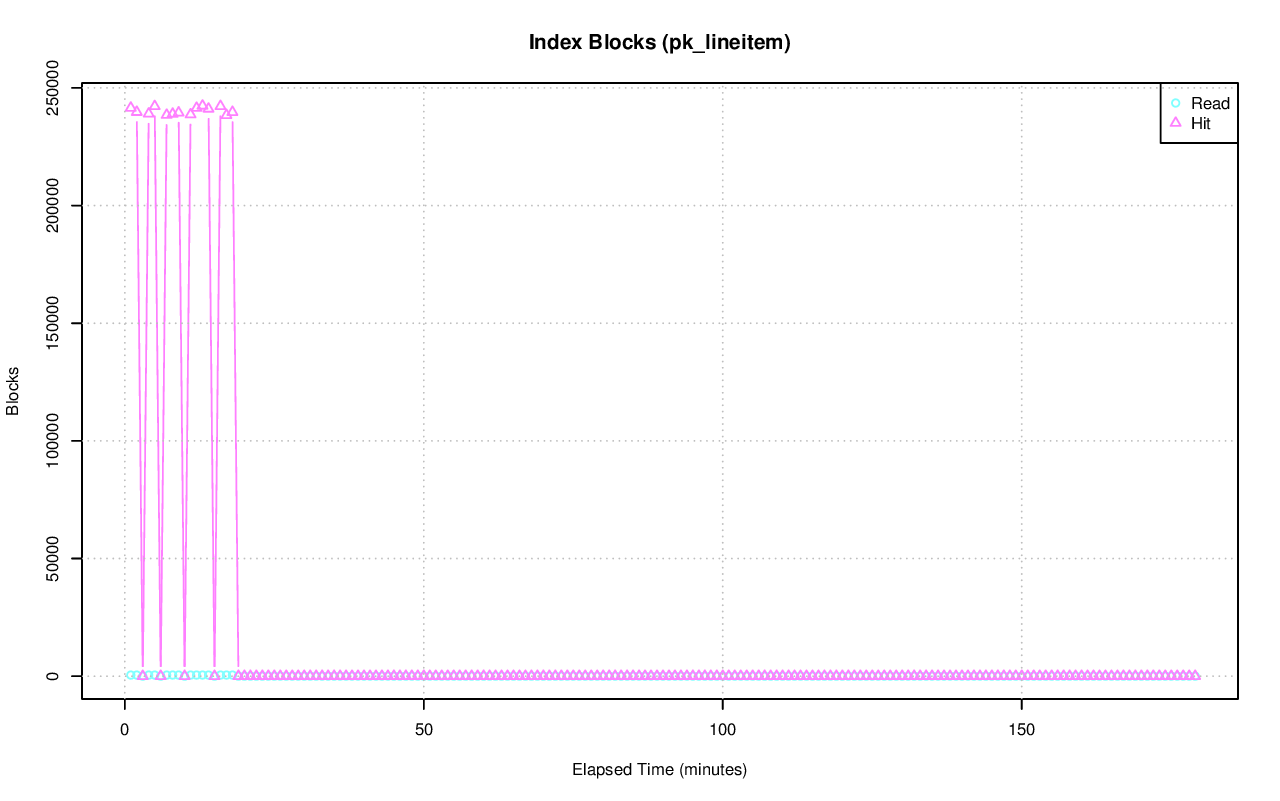 Index Blocks (pk_lineitem)
Read
Hit
250000
200000
150000
100000
50000
0
Blocks
0 50 100 150
Elapsed Time (minutes)